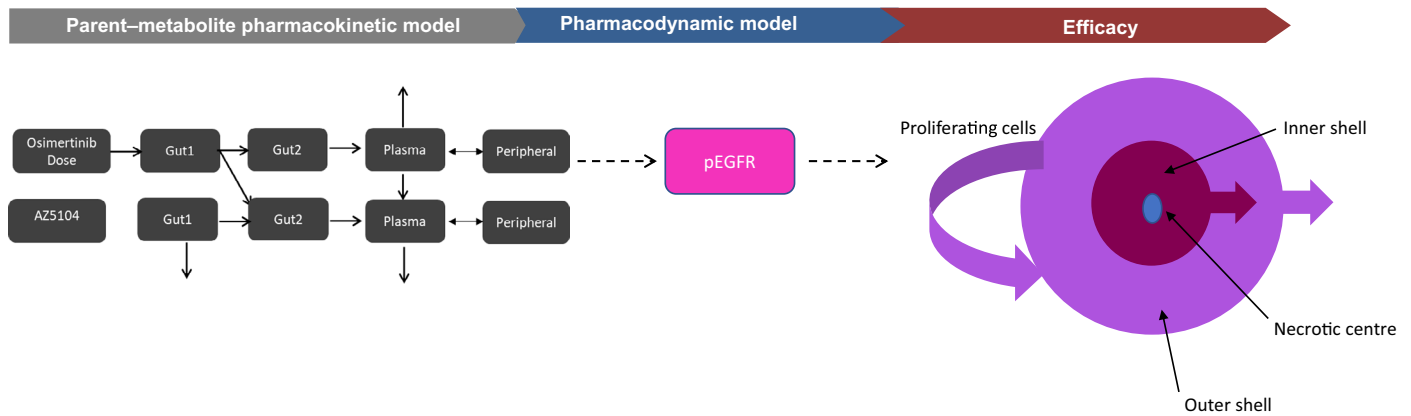 Parent–metabolite pharmacokinetic model
Pharmacodynamic model
Efficacy
Osimertinib
Dose
Gut1
Gut2
Plasma
Peripheral
AZ5104
Gut1
Gut2
Plasma
Peripheral
pEGFR
Proliferating cells
Inner shell
Necrotic centre
Outer shell